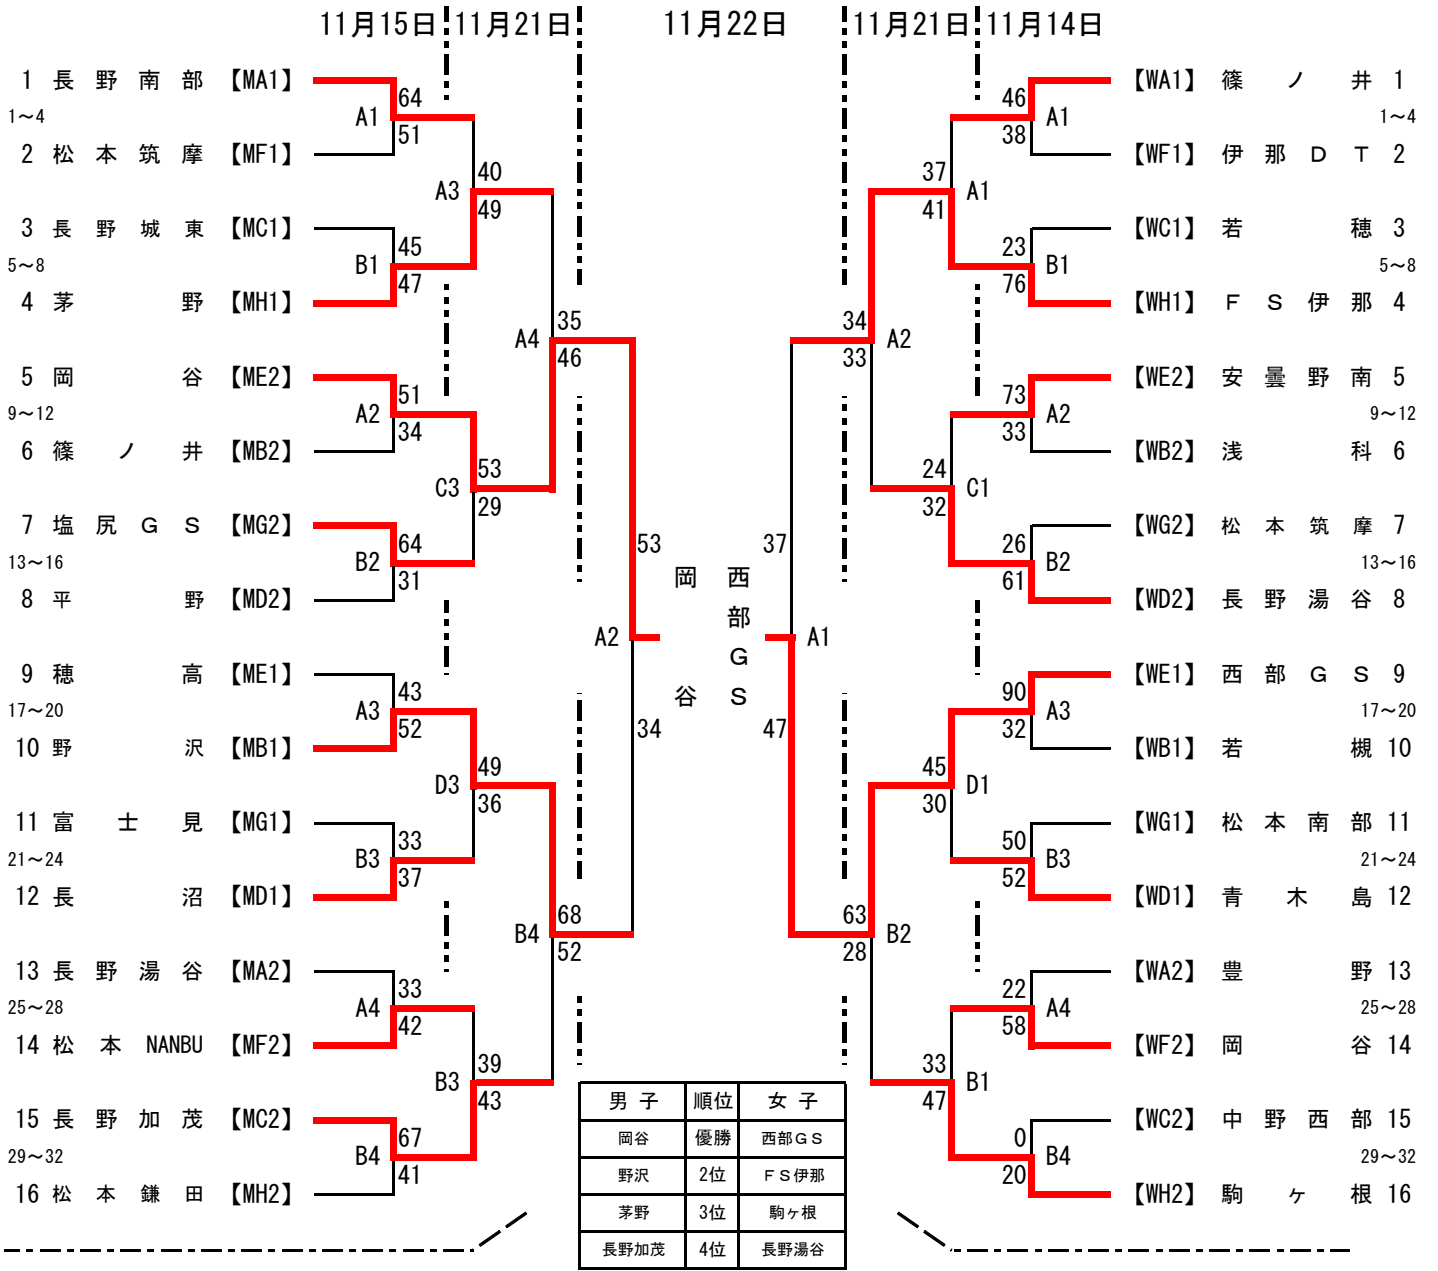 11月15日 11月21日 11月22日 11月21日 11月14日
1 長野南部 【MA1】 64 46 【WA1】 篠ノ井 1
1～4 A1 A1 1～4
2 松本筑摩 【MF1】 51 38 【WF1】 伊那DT 2
A3 40 37 A1
49 41
3 長野城東 【MC1】 45 23 【WC1】 若穂 3
5～8 B1 B1 5～8
4 茅野 【MH1】 47 76 【WH1】 FS伊那 4
A4 35 34 A2
46 33
5 岡谷 【ME2】 51 73 【WE2】 安曇野南 5
9～12 A2 A2 9～12
6 篠ノ井 【MB2】 34 33 【WB2】 浅科 6
C3 53 24 C1
29 32
7 塩尻GS 【MG2】 64 26 【WG2】 松本筑摩 7
13～16 B2 B2 13～16
8 平野 【MD2】 31 61 【WD2】 長野湯谷 8
53 37
A2 岡谷 西部GS A1
34 47
9 穂高 【ME1】 43 90 【WE1】 西部GS 9
17～20 A3 A3 17～20
10 野沢 【MB1】 52 32 【WB1】 若槻 10
D3 49 45 D1
36 30
11 富士見 【MG1】 33 50 【WG1】 松本南部 11
21～24 B3 B3 21～24
12 長沼 【MD1】 37 52 【WD1】 青木島 12
B4 68 63 B2
52 28
13 長野湯谷 【MA2】 33 22 【WA2】 豊野 13
25～28 A4 A4 25～28
14 松本NANBU 【MF2】 42 58 【WF2】 岡谷 14
B3 39 33 B1
43 47
15 長野加茂 【MC2】 67 0 【WC2】 中野西部 15
29～32 B4 B4 29～32
16 松本鎌田 【MH2】 41 20 【WH2】 駒ヶ根 16
男子 順位 女子
岡谷 優勝 西部GS
野沢 2位 FS伊那
茅野 3位 駒ヶ根
長野加茂 4位 長野湯谷